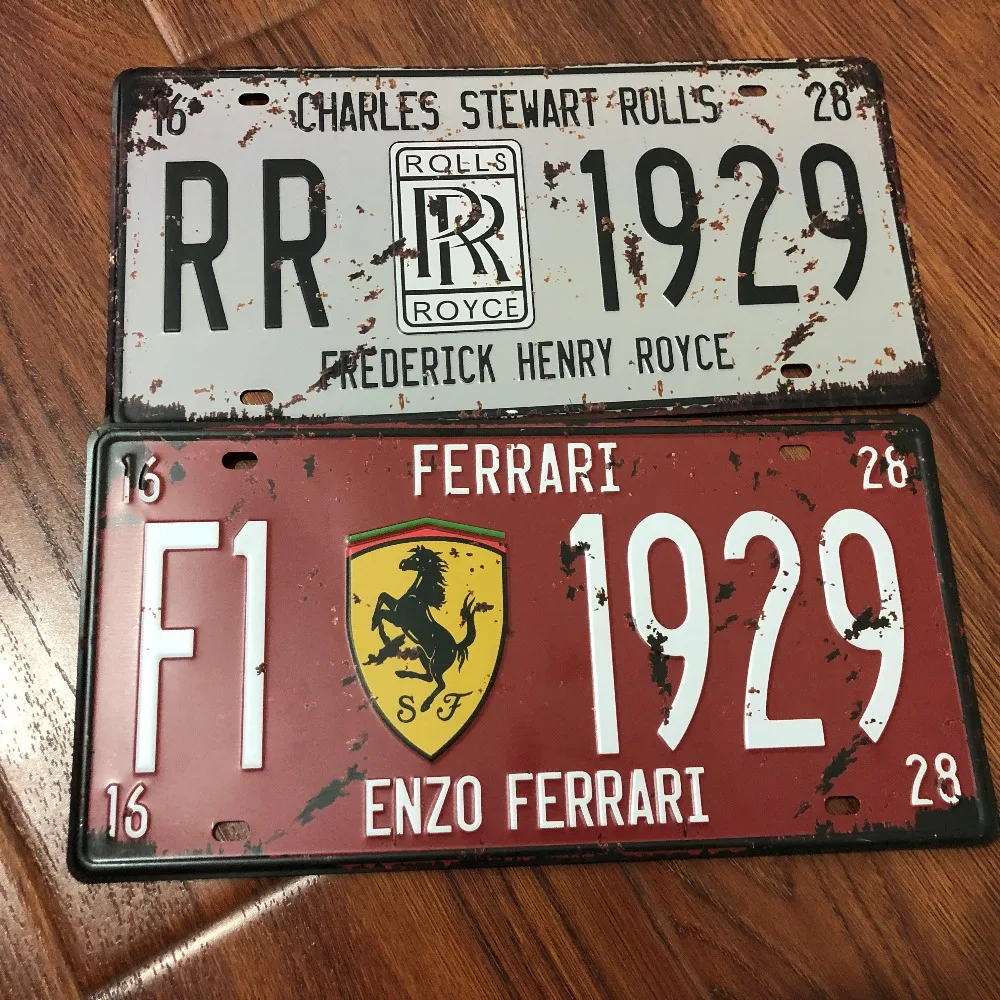 16 CHARLES STEWART ROLLS 28
RR ROLLS RR ROYCE 1929
FREDERICK HENRY ROYCE
16 FERRARI 28
F1 S F 1929
16 ENZO FERRARI 28